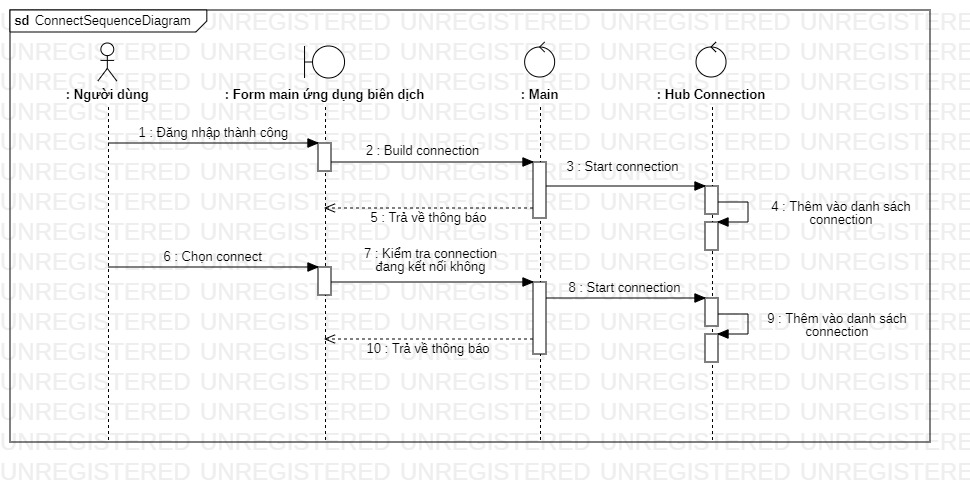 sd ConnectSequenceDiagram
: Người dùng
: Form main ứng dụng biên dịch
: Main
: Hub Connection
1 : Đăng nhập thành công
2 : Build connection
3 : Start connection
4 : Thêm vào danh sách
connection
5 : Trả về thông báo
6 : Chọn connect
7 : Kiểm tra connection
đang kết nối không
8 : Start connection
9 : Thêm vào danh sách
connection
10 : Trả về thông báo
UNREGISTERED UNREGISTERED UNREGISTERED UNREGISTERED UNREGISTERED